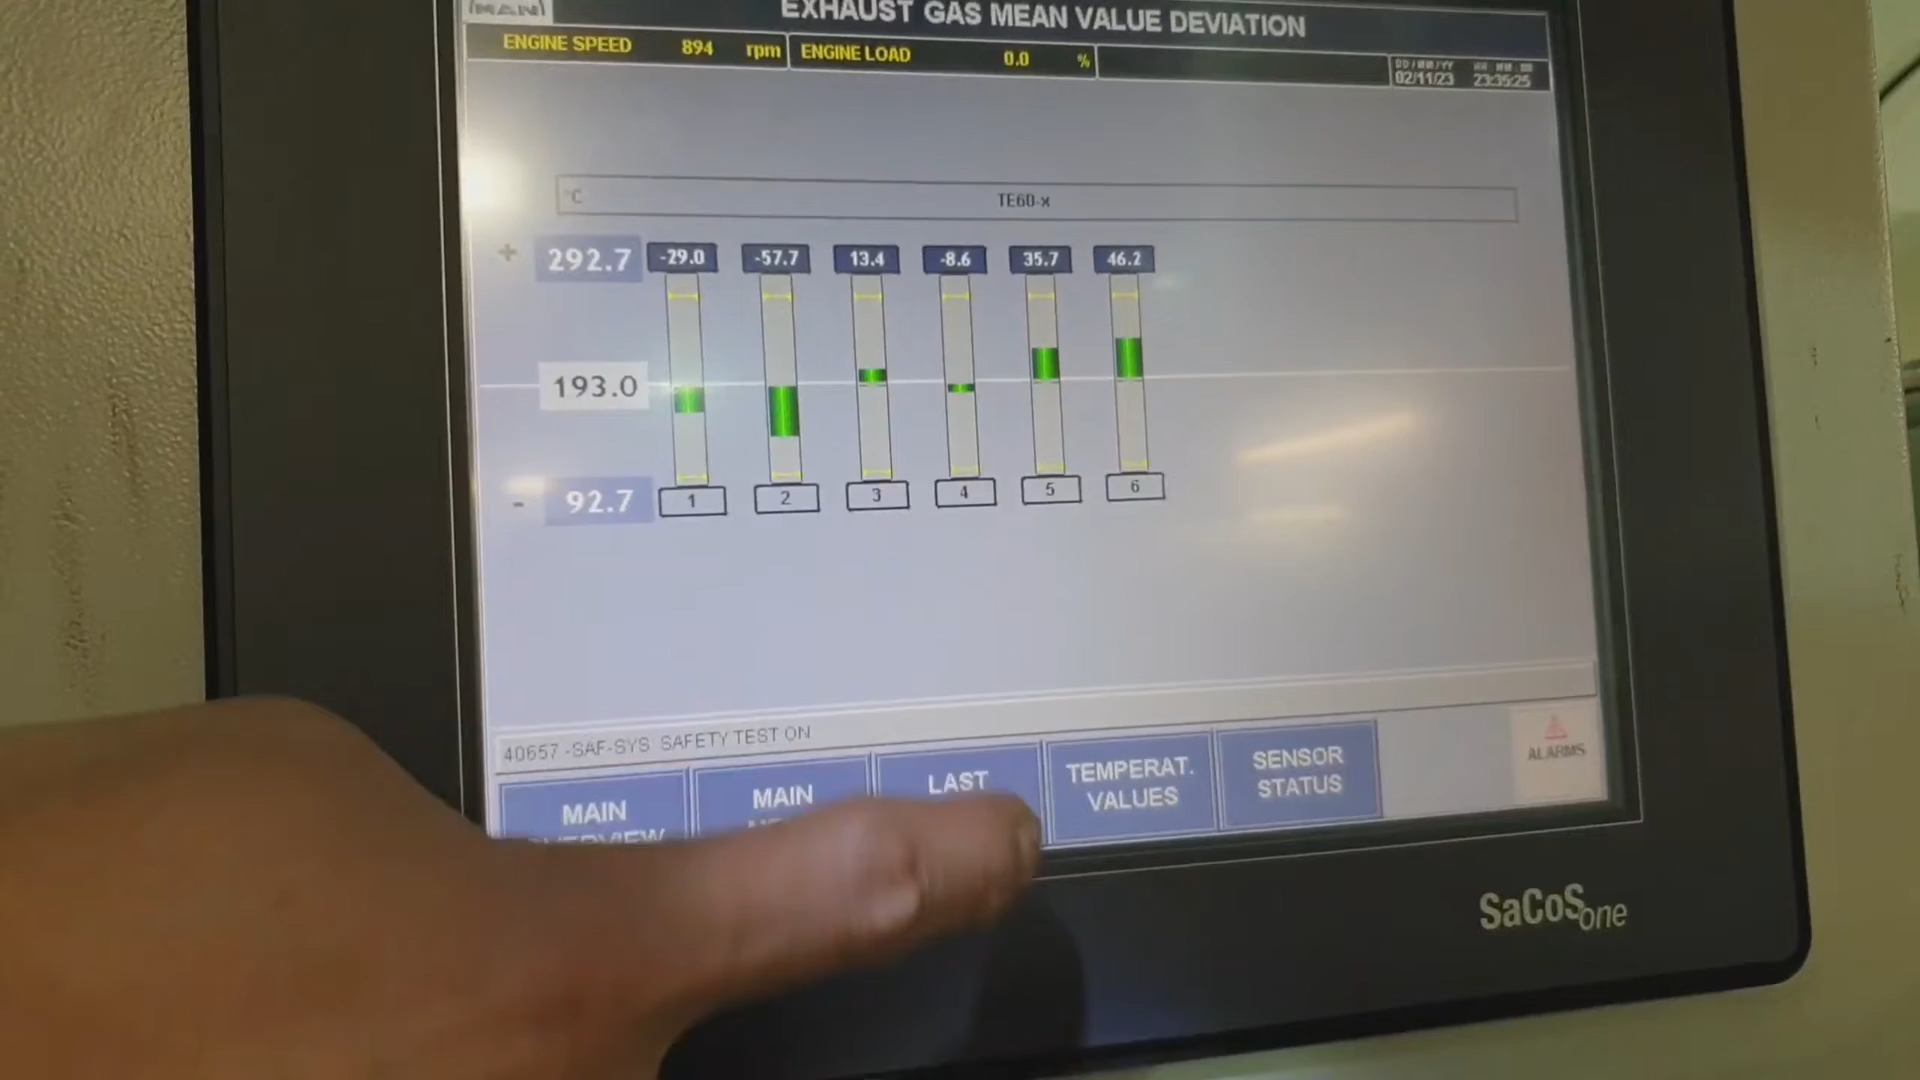 MAN
EXHAUST GAS MEAN VALUE DEVIATION
ENGINE SPEED 894 rpm ENGINE LOAD 0.0 %
DD/MM/YY
02/11/23 23:35:25
°C TE60-x
+ 292.7 -29.0 -57.7 13.4 -8.6 35.7 46.2
193.0
- 92.7 1 2 3 4 5 6
40657 -SAF-SYS SAFETY TEST ON
MAIN OVERVIEW
MAIN
LAST
TEMPERAT. VALUES
SENSOR STATUS
ALARMS
SaCoSone